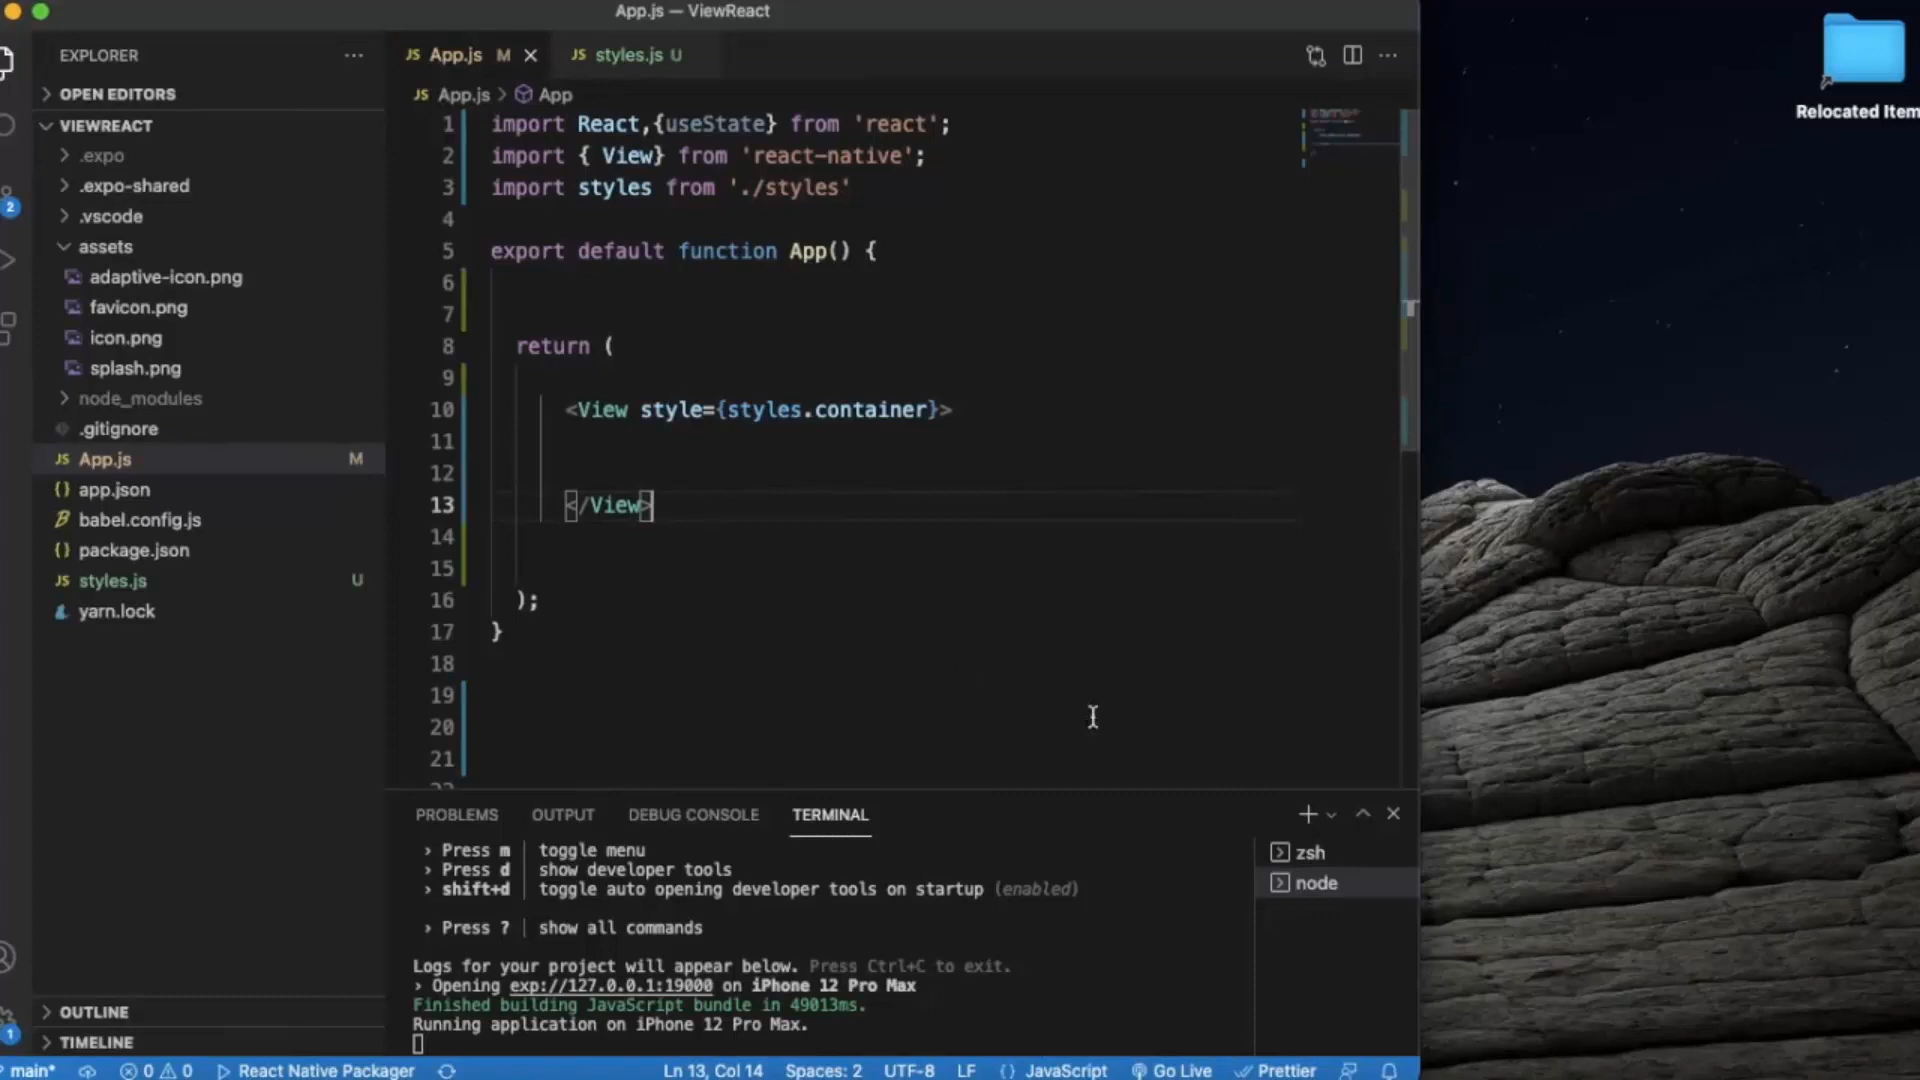 App.js — ViewReact
EXPLORER
OPEN EDITORS
VIEWREACT
.expo
.expo-shared
.vscode
assets
adaptive-icon.png
favicon.png
icon.png
splash.png
node_modules
.gitignore
App.js M
app.json
babel.config.js
package.json
styles.js U
yarn.lock
OUTLINE
TIMELINE
2
1
JS App.js M
JS styles.js U
JS App.js > App
1 import React,{useState} from 'react';
2 import { View} from 'react-native';
3 import styles from './styles'
4
5 export default function App() {
6
7
8 return (
9
10 <View style={styles.container}>
11
12
13 </View>
14
15
16 );
17 }
18
19
20
21
PROBLEMS OUTPUT DEBUG CONSOLE TERMINAL
› Press m │ toggle menu
› Press d │ show developer tools
› shift+d │ toggle auto opening developer tools on startup (enabled)
› Press ? │ show all commands
Logs for your project will appear below. Press Ctrl+C to exit.
› Opening exp://127.0.0.1:19000 on iPhone 12 Pro Max
Finished building JavaScript bundle in 49013ms.
Running application on iPhone 12 Pro Max.
zsh
node
main* 0 0 React Native Packager Ln 13, Col 14 Spaces: 2 UTF-8 LF {} JavaScript Go Live Prettier
Relocated Item